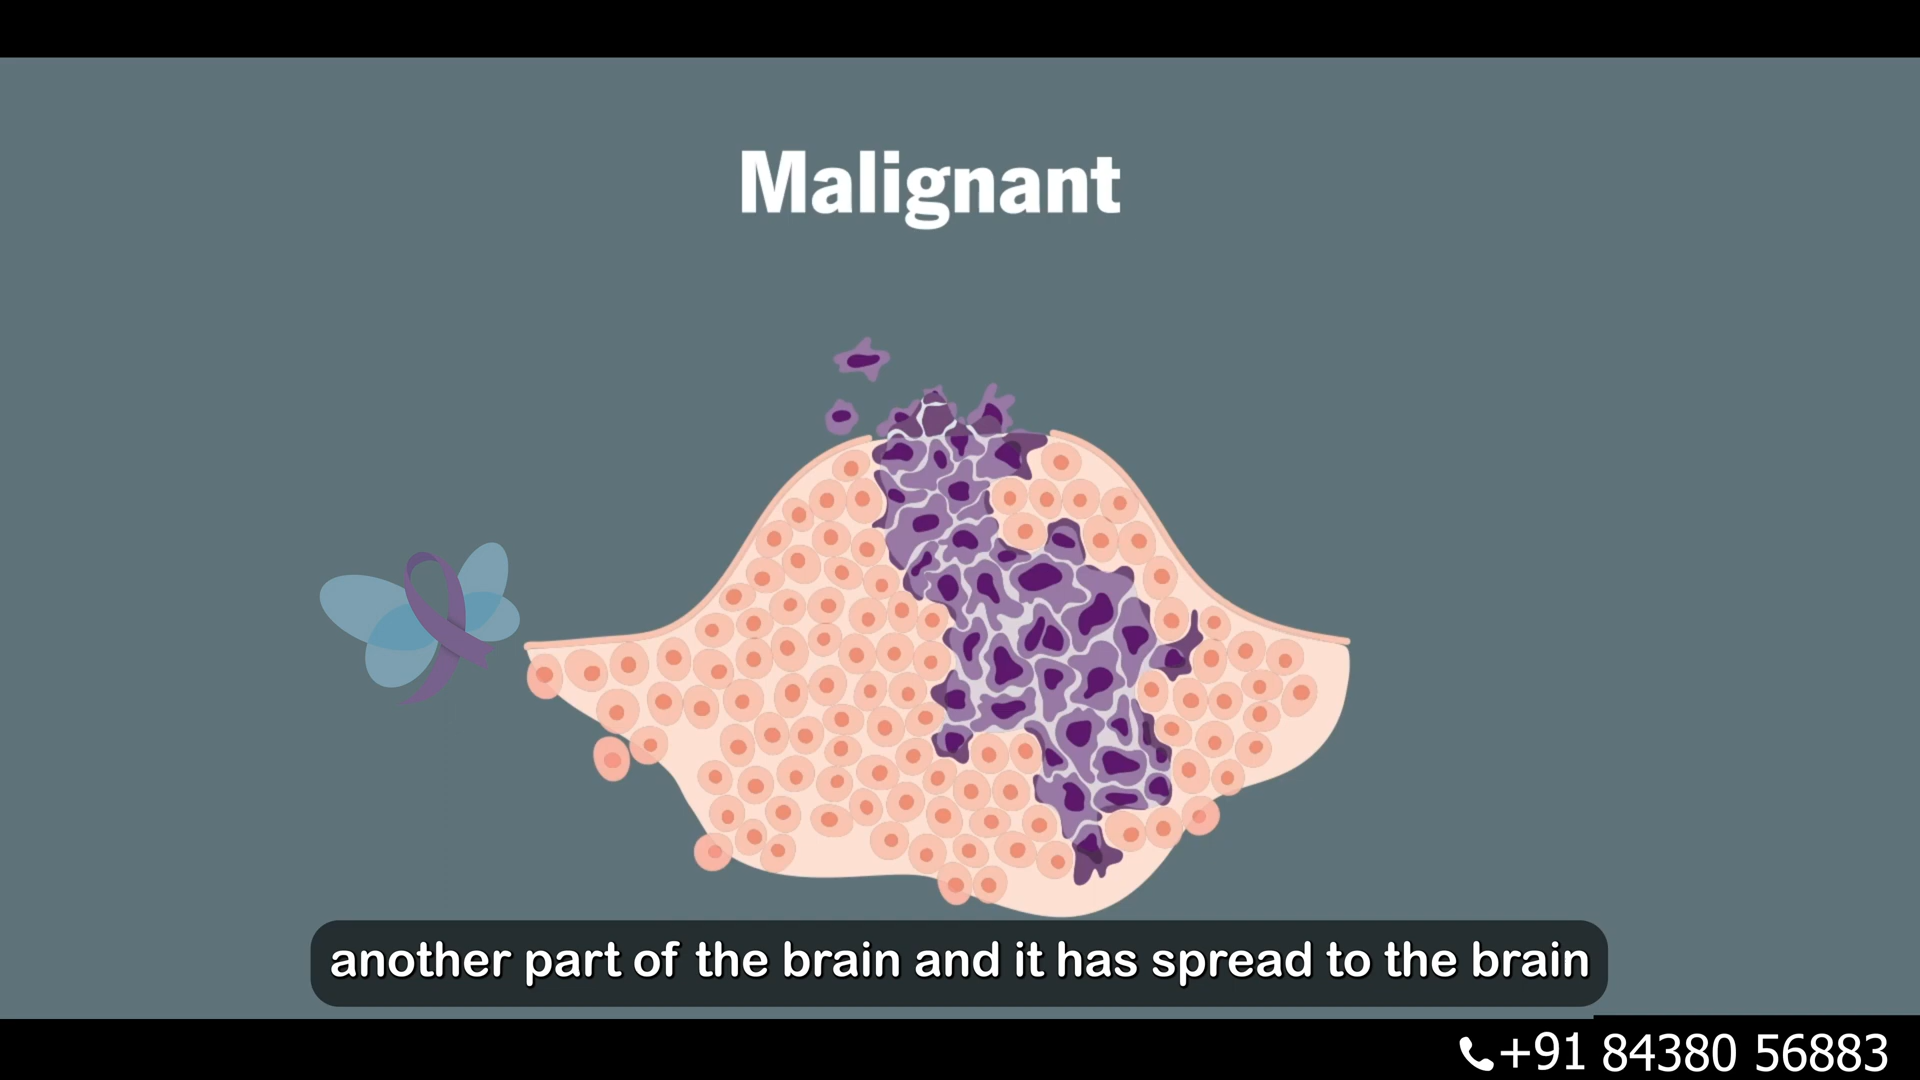 Malignant
another part of the brain and it has spread to the brain
+91 84380 56883